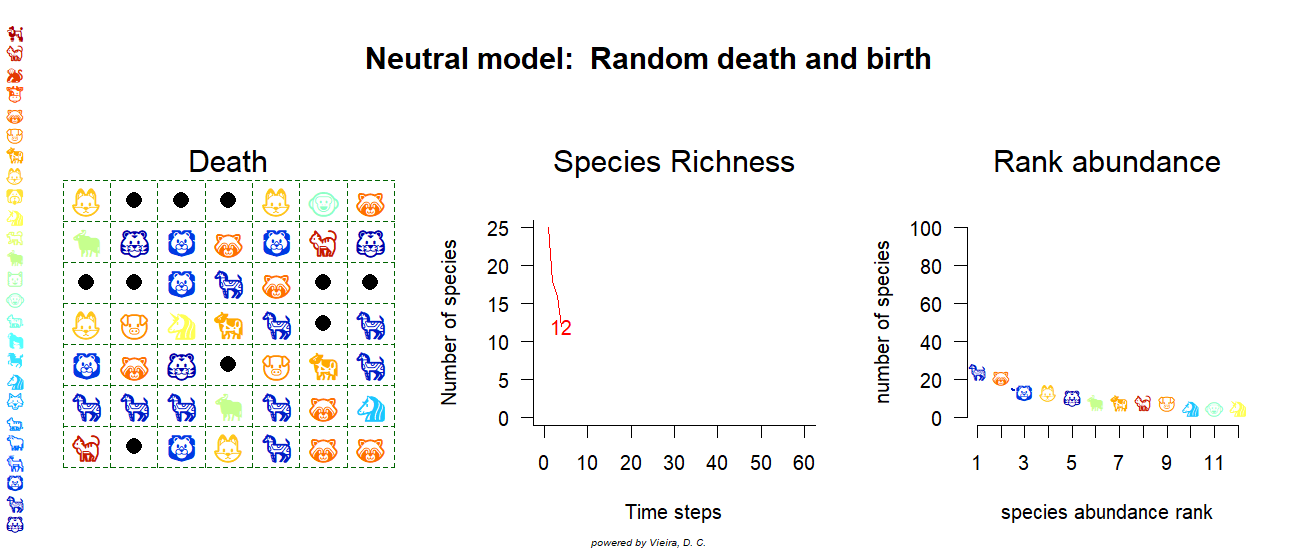 Neutral model:  Random death and birth
Death
Species Richness
Number of species
25
20
15
10
5
0
12
0 10 20 30 40 50 60
Time steps
Rank abundance
number of species
100
80
60
40
20
0
1 3 5 7 9 11
species abundance rank
powered by Vieira, D. C.